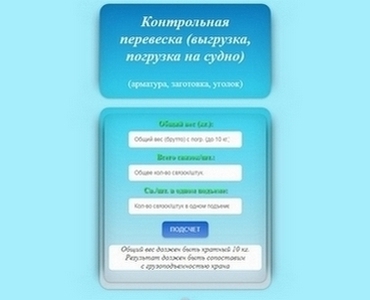 Контрольная
перевеска (выгрузка,
погрузка на судно)
(арматура, заготовка, уголок)
Общий вес (кг):
Общий вес (брутто) с погр. (до 10 кг)
Всего связок/шт.:
Общее кол-во связок/штук
Св./шт. в одном подъеме:
Кол-во связок/штук в одном подъеме
ПОДСЧЕТ
Общий вес должен быть кратный 10 кг.
Результат должен быть сопоставим
с грузоподъемностью крана